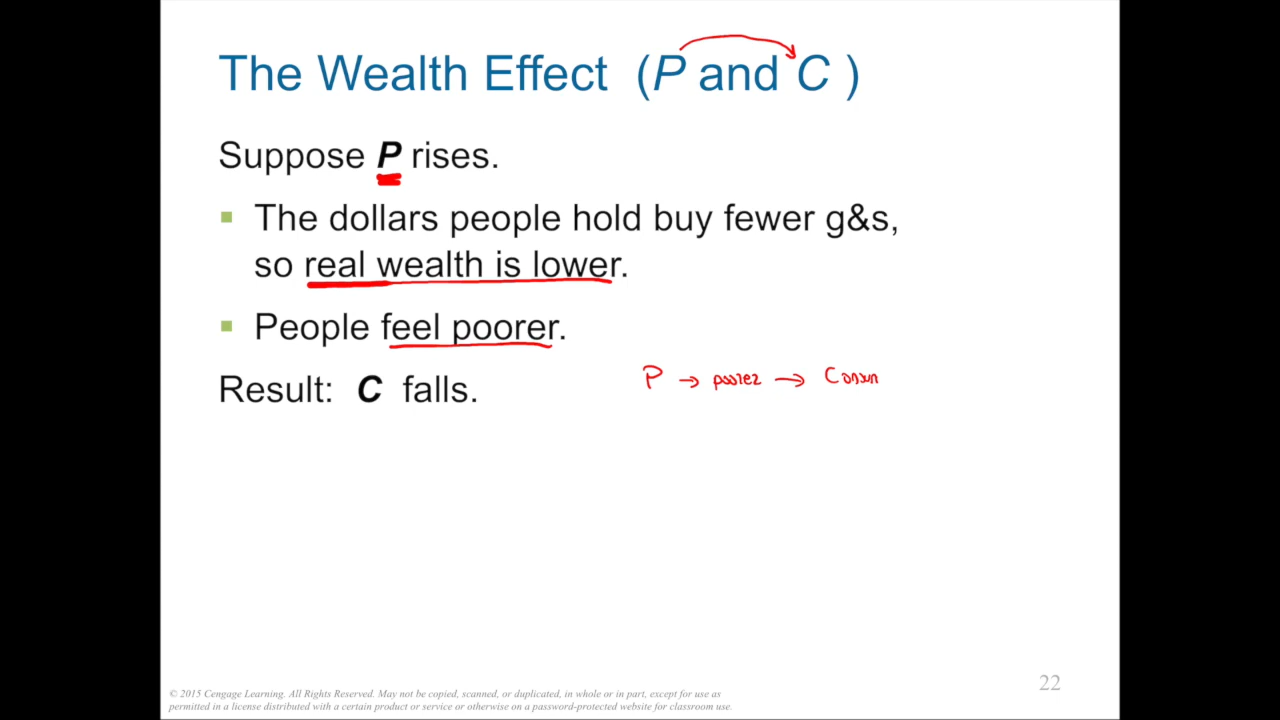 The Wealth Effect (P and C )
Suppose P rises.
▪ The dollars people hold buy fewer g&s,
so real wealth is lower.
▪ People feel poorer.
P → poorer → Consum
Result: C falls.
22
© 2015 Cengage Learning. All Rights Reserved. May not be copied, scanned, or duplicated, in whole or in part, except for use as
permitted in a license distributed with a certain product or service or otherwise on a password-protected website for classroom use.